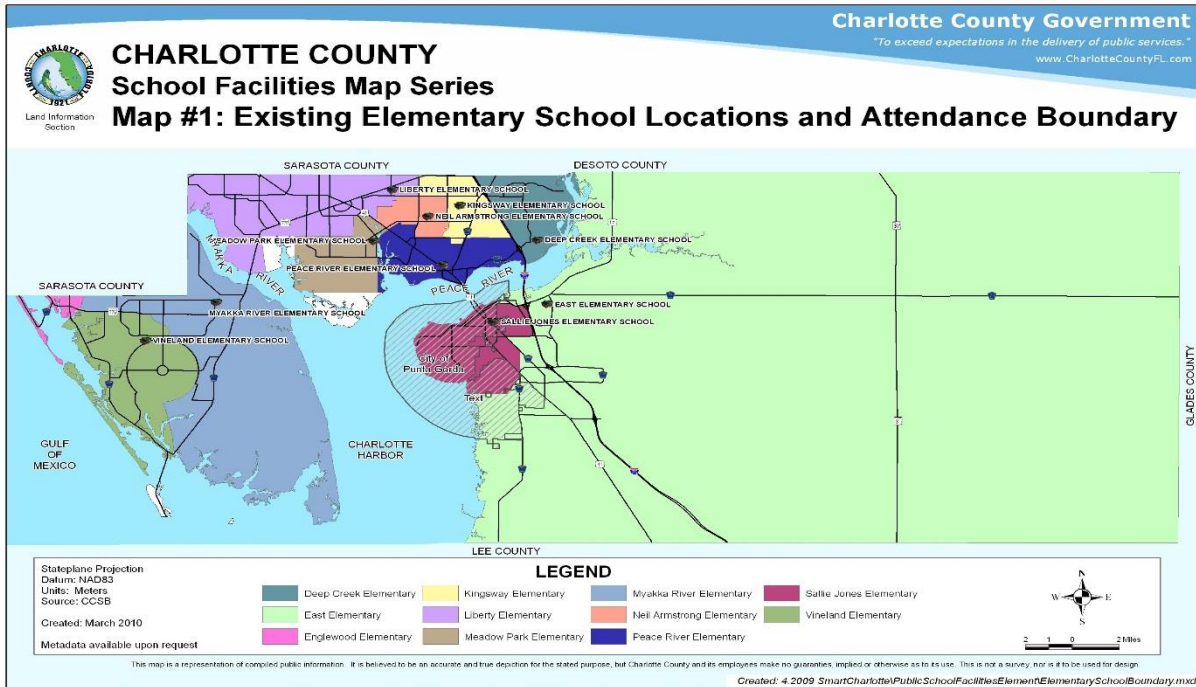 Charlotte County Government
"To exceed expectations in the delivery of public services."
www.CharlotteCountyFL.com
CHARLOTTE COUNTY
School Facilities Map Series
Map #1: Existing Elementary School Locations and Attendance Boundary
CHARLOTTE COUNTY
FLORIDA
1921
Land Information
Section
SARASOTA COUNTY
DESOTO COUNTY
LIBERTY ELEMENTARY SCHOOL
KINGSWAY ELEMENTARY SCHOOL
NEIL ARMSTRONG ELEMENTARY SCHOOL
MEADOW PARK ELEMENTARY SCHOOL
DEEP CREEK ELEMENTARY SCHOOL
MYAKKA RIVER
PEACE RIVER ELEMENTARY SCHOOL
PEACE RIVER
SARASOTA COUNTY
MYAKKA RIVER ELEMENTARY SCHOOL
EAST ELEMENTARY SCHOOL
SALLIE JONES ELEMENTARY SCHOOL
VINELAND ELEMENTARY SCHOOL
City of
Punta Gorda
Text
GLADES COUNTY
GULF
OF
MEXICO
CHARLOTTE
HARBOR
LEE COUNTY
Stateplane Projection
Datum: NAD83
Units: Meters
Source: CCSB
Created: March 2010
Metadata available upon request
LEGEND
Deep Creek Elementary
Kingsway Elementary
Myakka River Elementary
Sallie Jones Elementary
East Elementary
Liberty Elementary
Neil Armstrong Elementary
Vineland Elementary
Englewood Elementary
Meadow Park Elementary
Peace River Elementary
N
W E
S
2 1 0 2 Miles
This map is a representation of compiled public information. It is believed to be an accurate and true depiction for the stated purpose, but Charlotte County and its employees make no guaranties, implied or otherwise as to its use. This is not a survey, nor is it to be used for design.
Created: 4.2009 SmartCharlotte\PublicSchoolFacilitiesElement\ElementarySchoolBoundary.mxd